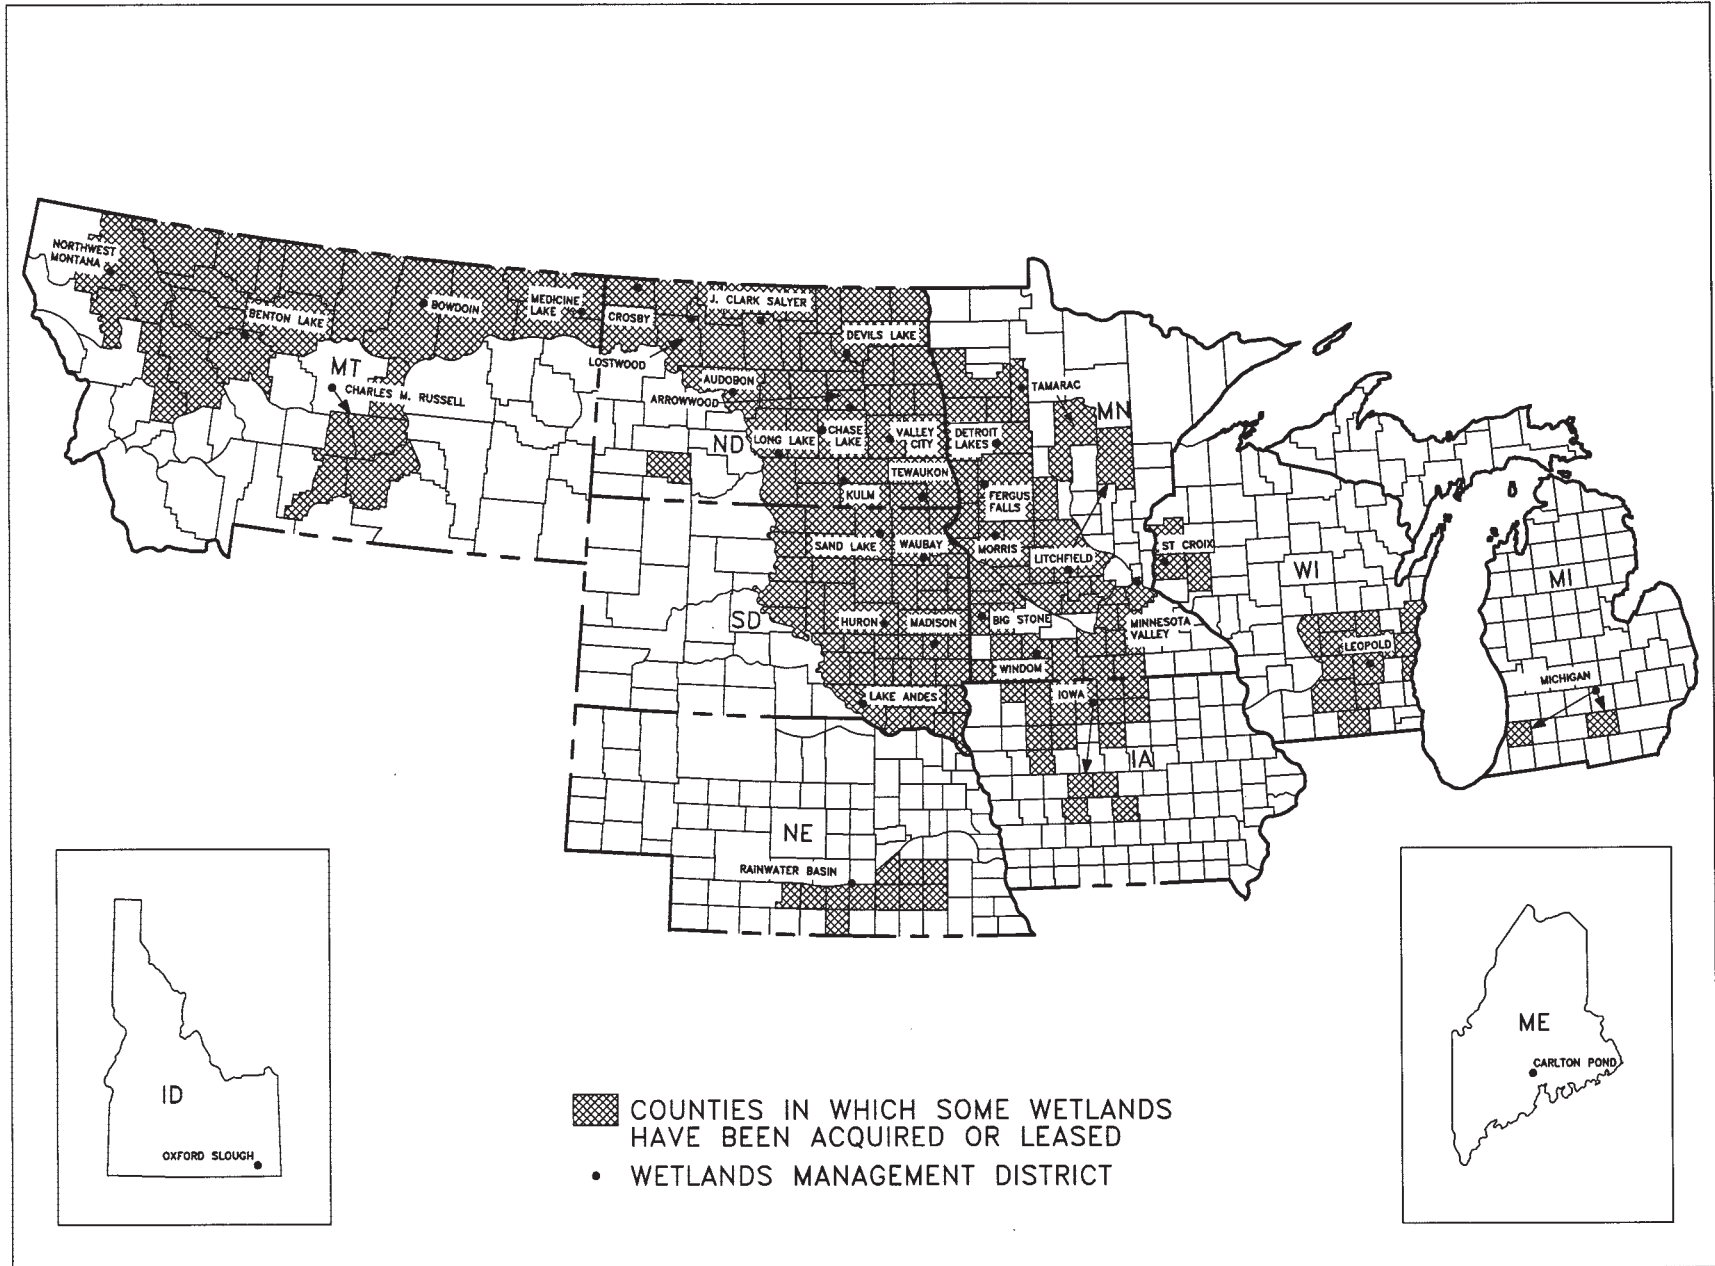 NORTHWEST
MONTANA
BENTON LAKE
BOWDOIN
MEDICINE
LAKE
CROSBY
J. CLARK SALYER
DEVILS LAKE
LOSTWOOD
MT
CHARLES M. RUSSELL
AUDOBON
ARROWWOOD
TAMARAC
MN
ND
LONG LAKE
CHASE
LAKE
VALLEY
CITY
DETROIT
LAKES
TEWAUKON
KULM
FERGUS
FALLS
SAND LAKE
WAUBAY
MORRIS
LITCHFIELD
ST CROIX
WI
MI
SD
HURON
MADISON
BIG STONE
MINNESOTA
VALLEY
LEOPOLD
WINDOM
MICHIGAN
LAKE ANDES
IOWA
IA
NE
RAINWATER BASIN
ID
OXFORD SLOUGH
ME
CARLTON POND
COUNTIES IN WHICH SOME WETLANDS
HAVE BEEN ACQUIRED OR LEASED
WETLANDS MANAGEMENT DISTRICT